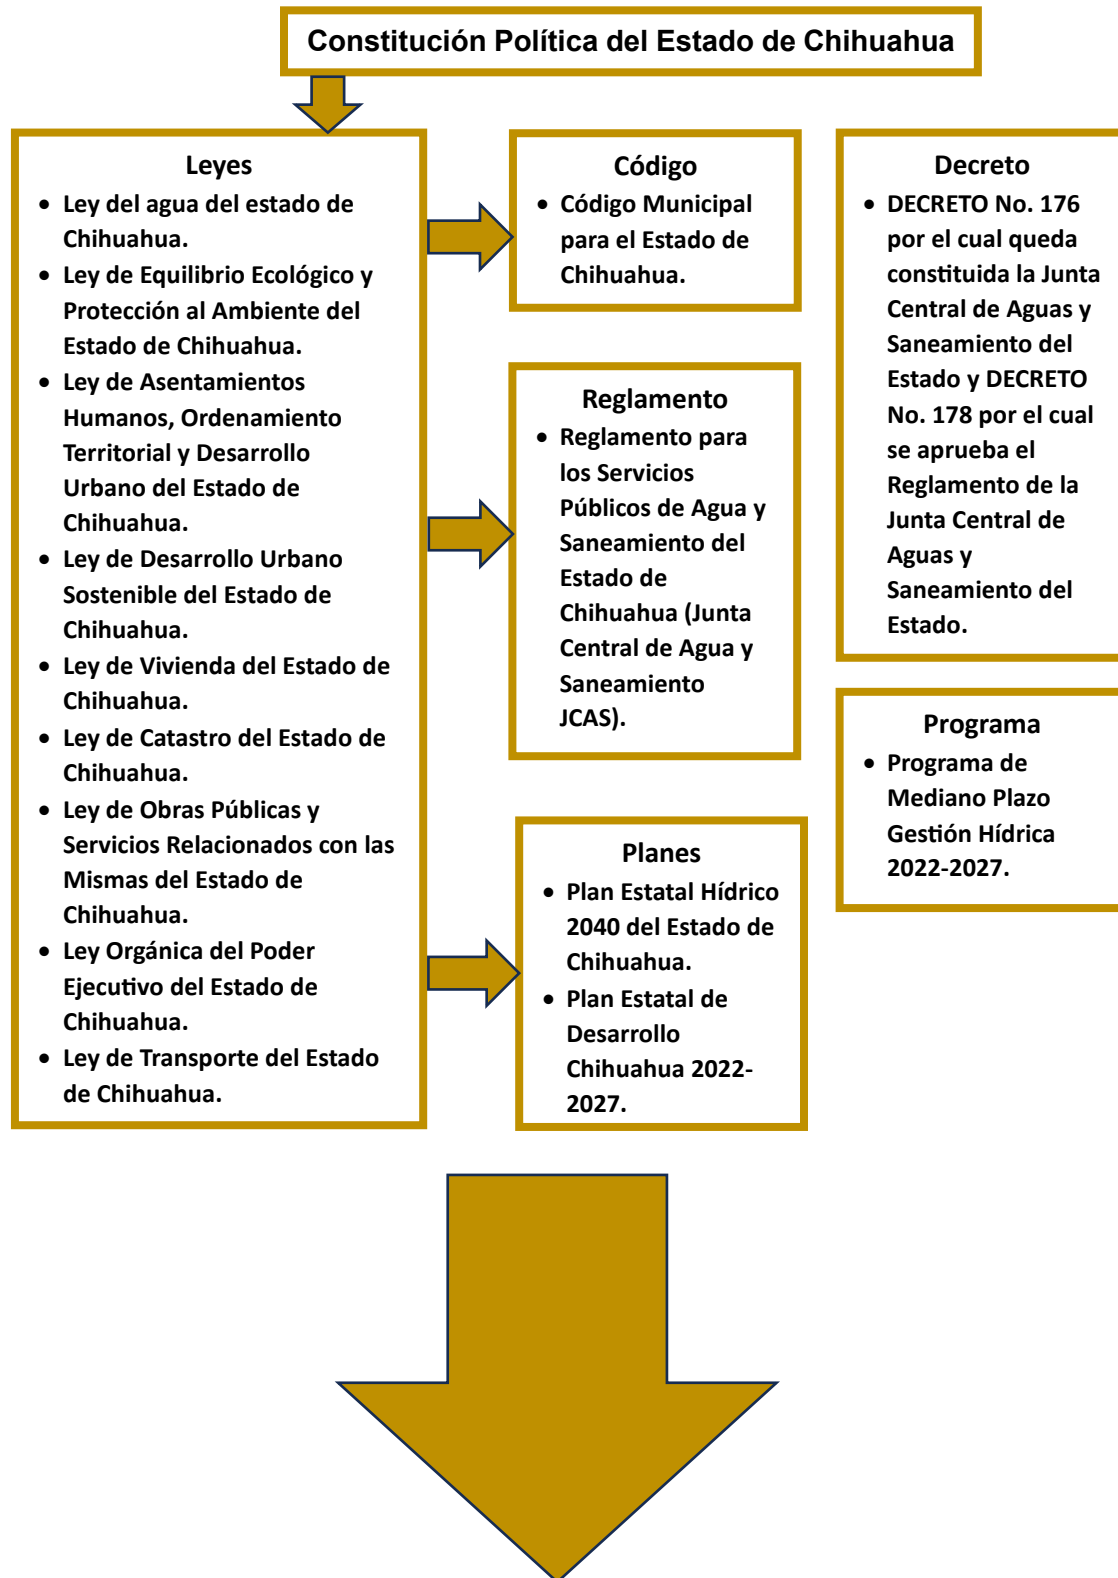 Constitución Política del Estado de Chihuahua
Leyes
• Ley del agua del estado de
Chihuahua.
• Ley de Equilibrio Ecológico y
Protección al Ambiente del
Estado de Chihuahua.
• Ley de Asentamientos
Humanos, Ordenamiento
Territorial y Desarrollo
Urbano del Estado de
Chihuahua.
• Ley de Desarrollo Urbano
Sostenible del Estado de
Chihuahua.
• Ley de Vivienda del Estado de
Chihuahua.
• Ley de Catastro del Estado de
Chihuahua.
• Ley de Obras Públicas y
Servicios Relacionados con las
Mismas del Estado de
Chihuahua.
• Ley Orgánica del Poder
Ejecutivo del Estado de
Chihuahua.
• Ley de Transporte del Estado
de Chihuahua.
Código
• Código Municipal
para el Estado de
Chihuahua.
Reglamento
• Reglamento para
los Servicios
Públicos de Agua y
Saneamiento del
Estado de
Chihuahua (Junta
Central de Agua y
Saneamiento
JCAS).
Planes
• Plan Estatal Hídrico
2040 del Estado de
Chihuahua.
• Plan Estatal de
Desarrollo
Chihuahua 2022-
2027.
Decreto
• DECRETO No. 176
por el cual queda
constituida la Junta
Central de Aguas y
Saneamiento del
Estado y DECRETO
No. 178 por el cual
se aprueba el
Reglamento de la
Junta Central de
Aguas y
Saneamiento del
Estado.
Programa
• Programa de
Mediano Plazo
Gestión Hídrica
2022-2027.